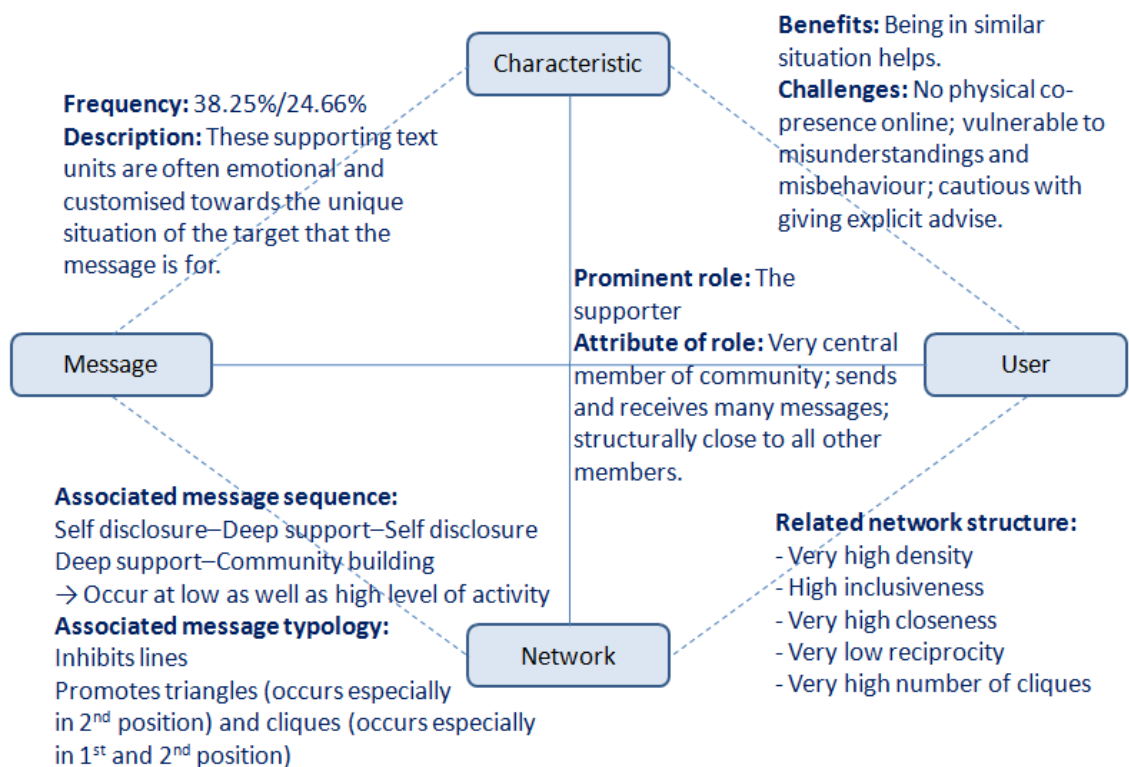 Characteristic
Frequency: 38.25%/24.66%
Description: These supporting text
units are often emotional and
customised towards the unique
situation of the target that the
message is for.
Benefits: Being in similar
situation helps.
Challenges: No physical co-
presence online; vulnerable to
misunderstandings and
misbehaviour; cautious with
giving explicit advise.
Prominent role: The
supporter
Attribute of role: Very central
member of community; sends
and receives many messages;
structurally close to all other
members.
Message
User
Associated message sequence:
Self disclosure–Deep support–Self disclosure
Deep support–Community building
→ Occur at low as well as high level of activity
Associated message typology:
Inhibits lines
Promotes triangles (occurs especially
in 2nd position) and cliques (occurs especially
in 1st and 2nd position)
Network
Related network structure:
- Very high density
- High inclusiveness
- Very high closeness
- Very low reciprocity
- Very high number of cliques